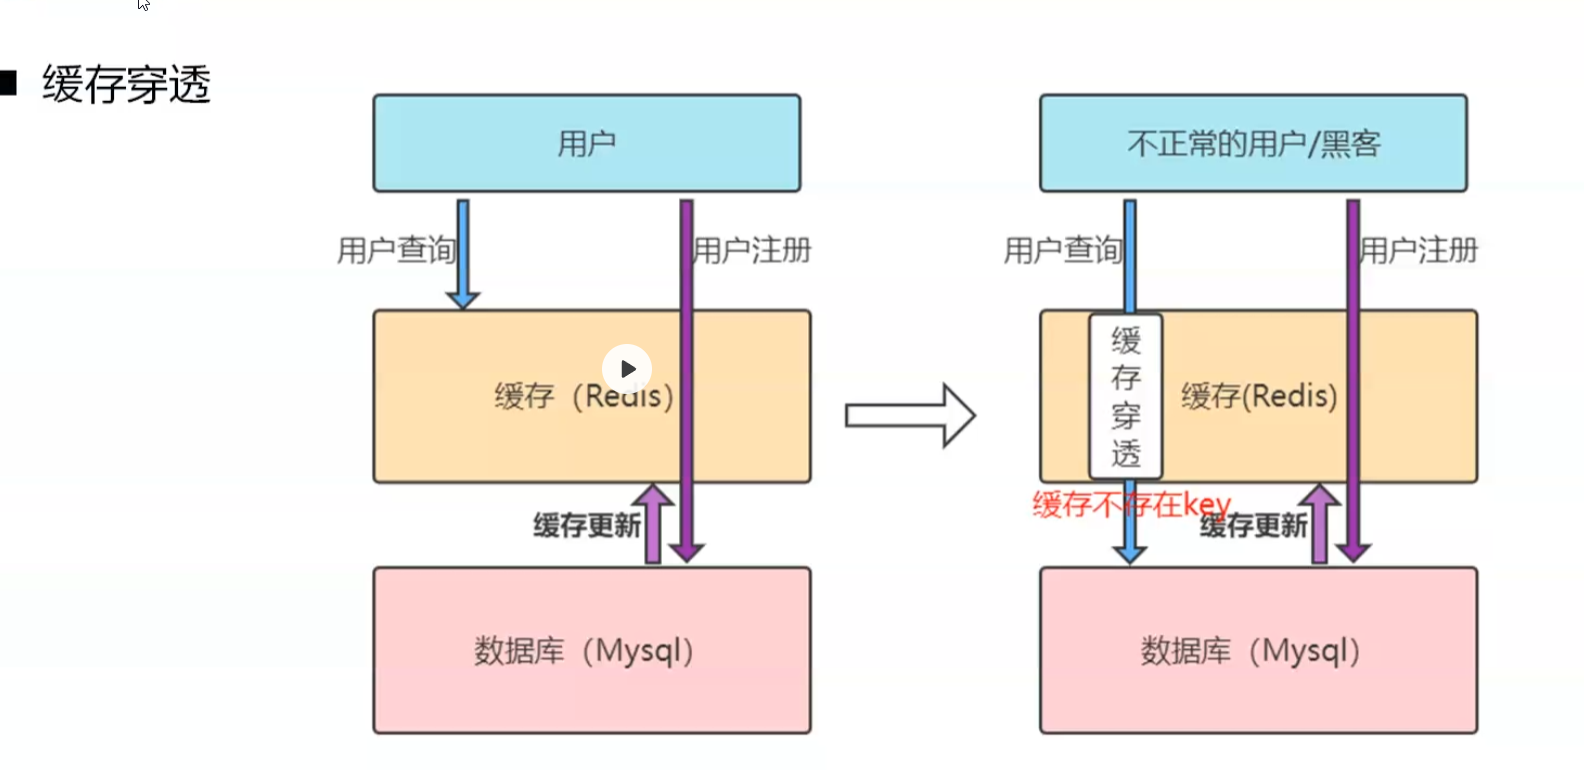 缓存穿透
用户
用户查询
用户注册
缓存（Redis）
缓存更新
数据库（Mysql）
不正常的用户/黑客
用户查询
用户注册
缓存穿透
缓存(Redis)
缓存不存在key
缓存更新
数据库（Mysql）